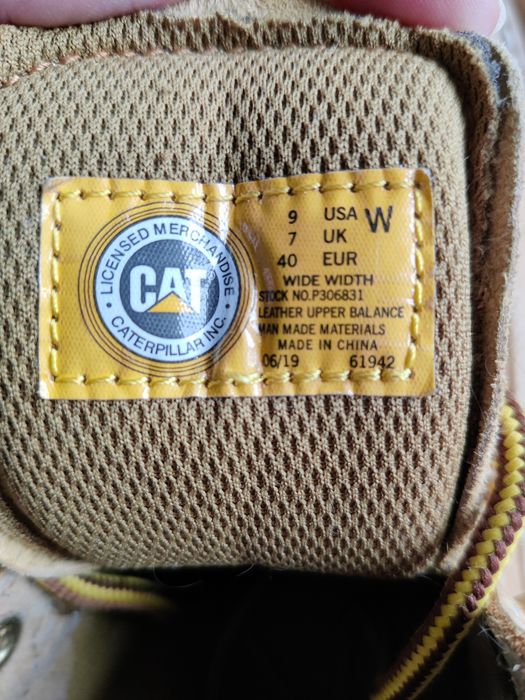 LICENSED MERCHANDISE
CAT
CATERPILLAR INC.
9 USA W
7 UK
40 EUR
WIDE WIDTH
STOCK NO.P306831
LEATHER UPPER BALANCE
MAN MADE MATERIALS
MADE IN CHINA
06/19 61942